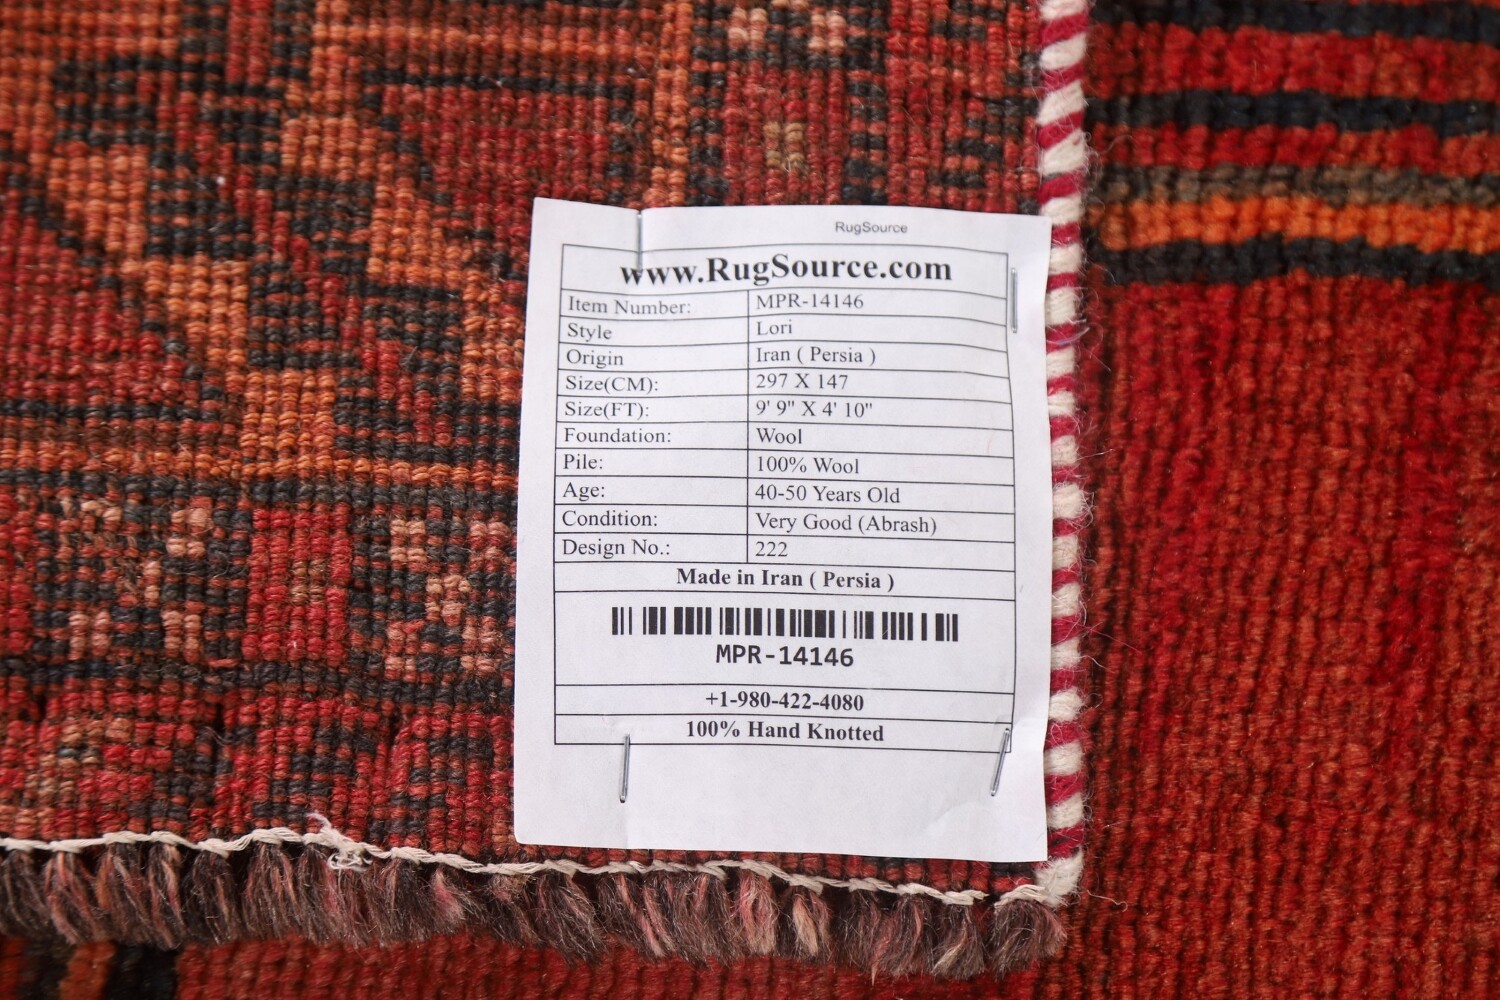 RugSource
www.RugSource.com
Item Number: MPR-14146
Style Lori
Origin Iran ( Persia )
Size(CM): 297 X 147
Size(FT): 9' 9" X 4' 10"
Foundation: Wool
Pile: 100% Wool
Age: 40-50 Years Old
Condition: Very Good (Abrash)
Design No.: 222
Made in Iran ( Persia )
MPR-14146
+1-980-422-4080
100% Hand Knotted